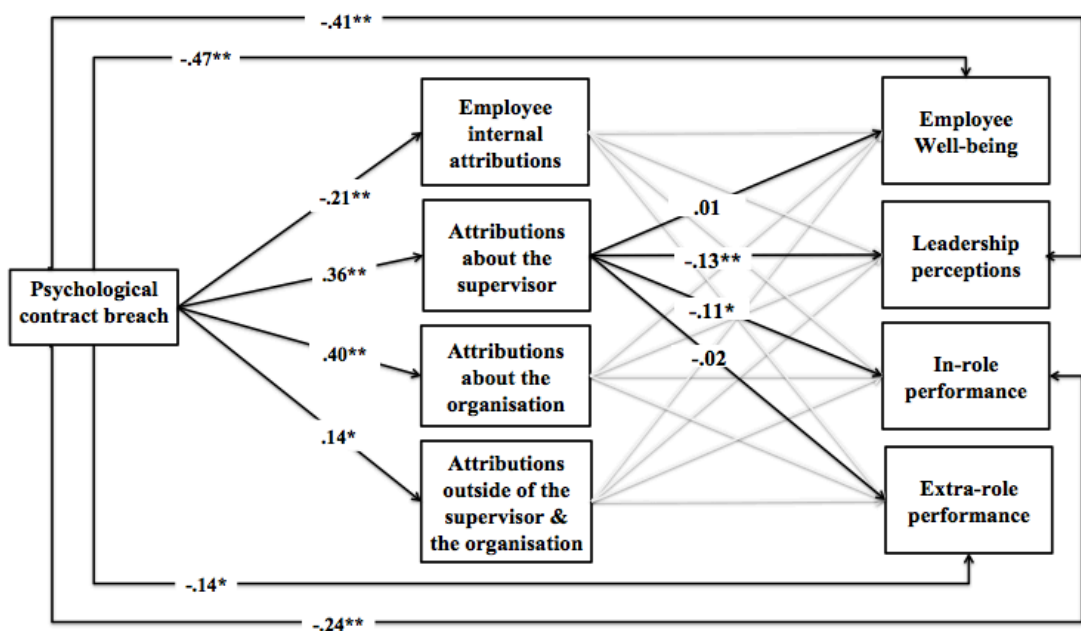 -.41**
-.47**
Employee
internal
attributions
Employee
Well-being
-.21**
.01
Attributions
about the
supervisor
Leadership
perceptions
.36**
-.13**
Psychological
contract breach
-.11*
.40**
-.02
Attributions
about the
organisation
In-role
performance
.14*
Attributions
outside of the
supervisor &
the organisation
Extra-role
performance
-.14*
-.24**